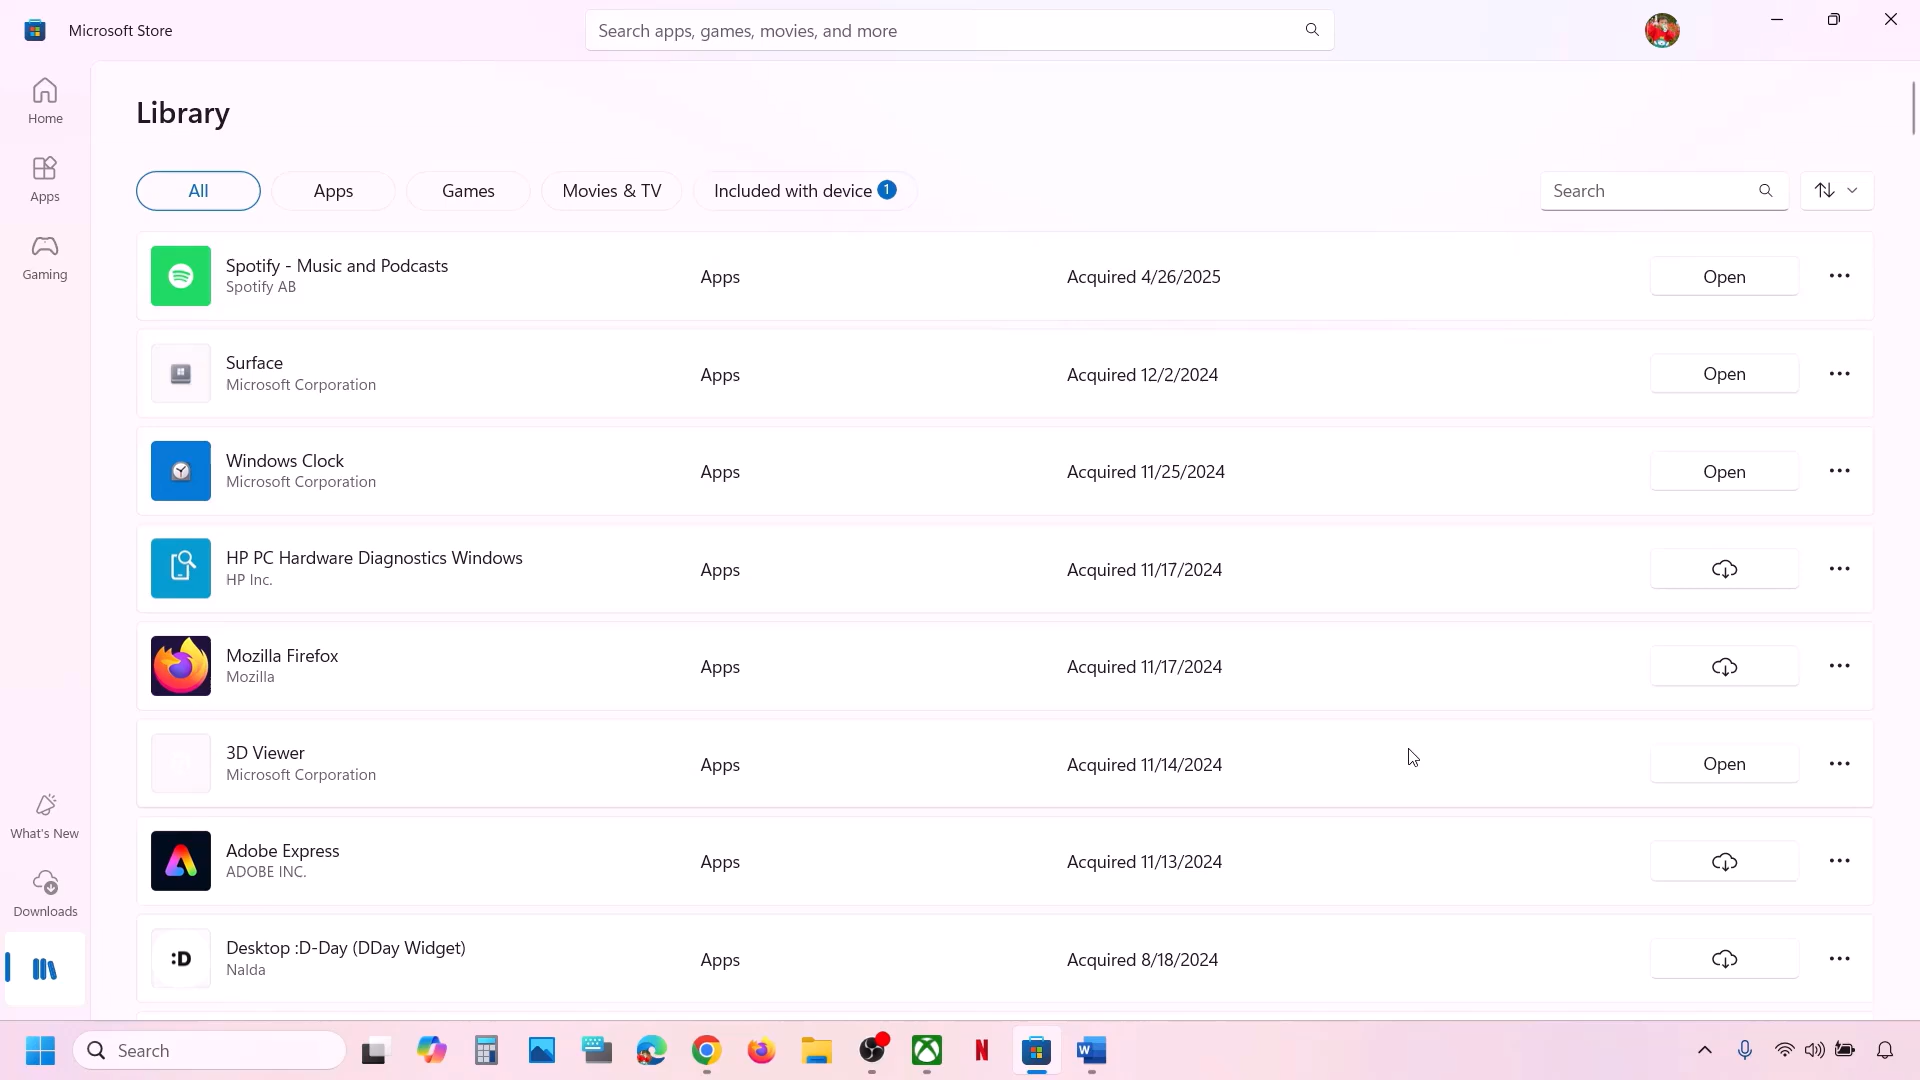 Microsoft Store
Search apps, games, movies, and more
Home
Apps
Gaming
What's New
Downloads
Library
All
Apps
Games
Movies & TV
Included with device 1
Search
Spotify - Music and Podcasts
Spotify AB
Apps
Acquired 4/26/2025
Open
Surface
Microsoft Corporation
Apps
Acquired 12/2/2024
Open
Windows Clock
Microsoft Corporation
Apps
Acquired 11/25/2024
Open
HP PC Hardware Diagnostics Windows
HP Inc.
Apps
Acquired 11/17/2024
Mozilla Firefox
Mozilla
Apps
Acquired 11/17/2024
3D Viewer
Microsoft Corporation
Apps
Acquired 11/14/2024
Open
Adobe Express
ADOBE INC.
Apps
Acquired 11/13/2024
:D
Desktop :D-Day (DDay Widget)
Nalda
Apps
Acquired 8/18/2024
Search